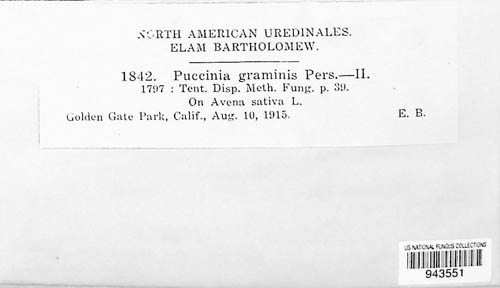 NORTH AMERICAN UREDINALES.
ELAM BARTHOLOMEW.
1842. Puccinia graminis Pers.—II.
1797 : Tent. Disp. Meth. Fung. p. 39.
On Avena sativa L.
Golden Gate Park, Calif., Aug. 10, 1915. E. B.
US NATIONAL FUNGUS COLLECTIONS
943551